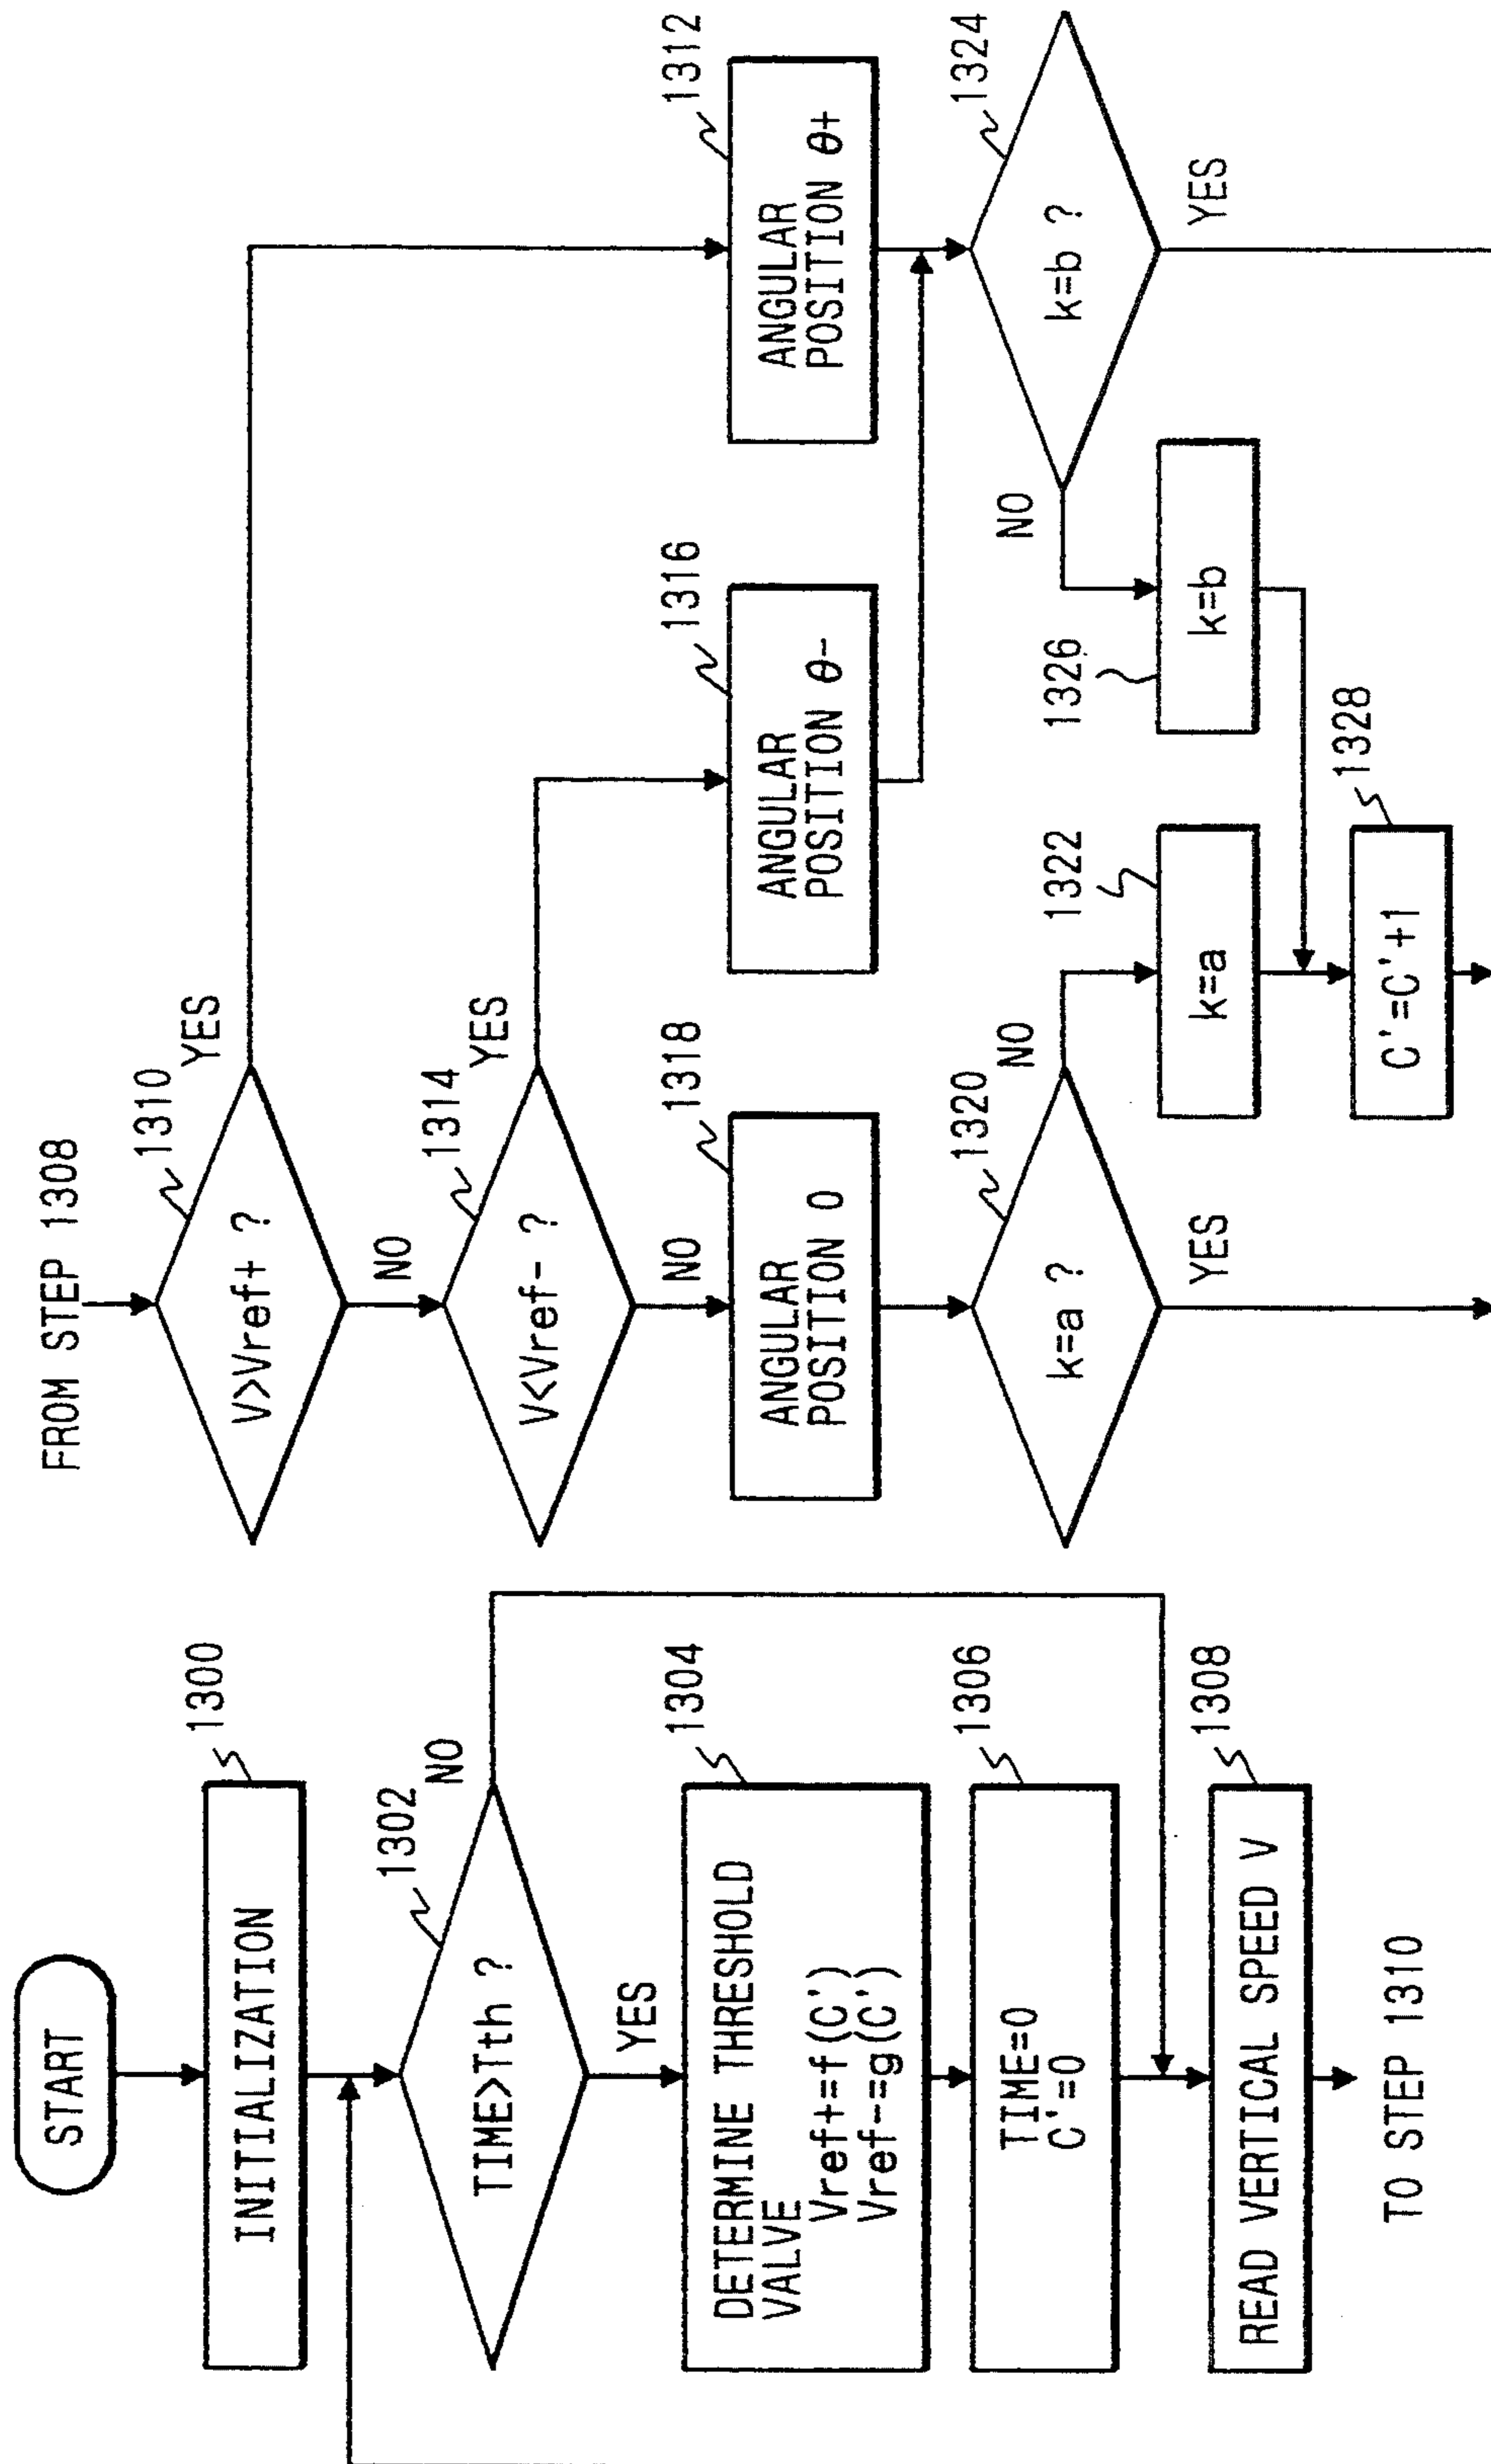 START
INITIALIZATION
1300
TIME>Tth ?
1302
NO
YES
DETERMINE THRESHOLD
VALVE
Vref+=f(C')
Vref-=g(C')
1304
TIME=0
C'=0
1306
READ VERTICAL SPEED V
1308
TO STEP 1310
FROM STEP 1308
V>Vref+ ?
1310
YES
NO
V<Vref- ?
1314
YES
NO
ANGULAR
POSITION 0
1318
ANGULAR
POSITION θ-
1316
ANGULAR
POSITION θ+
1312
k=a ?
1320
NO
YES
k=a
1322
k=b ?
1324
NO
YES
k=b
1326
C'=C'+1
1328